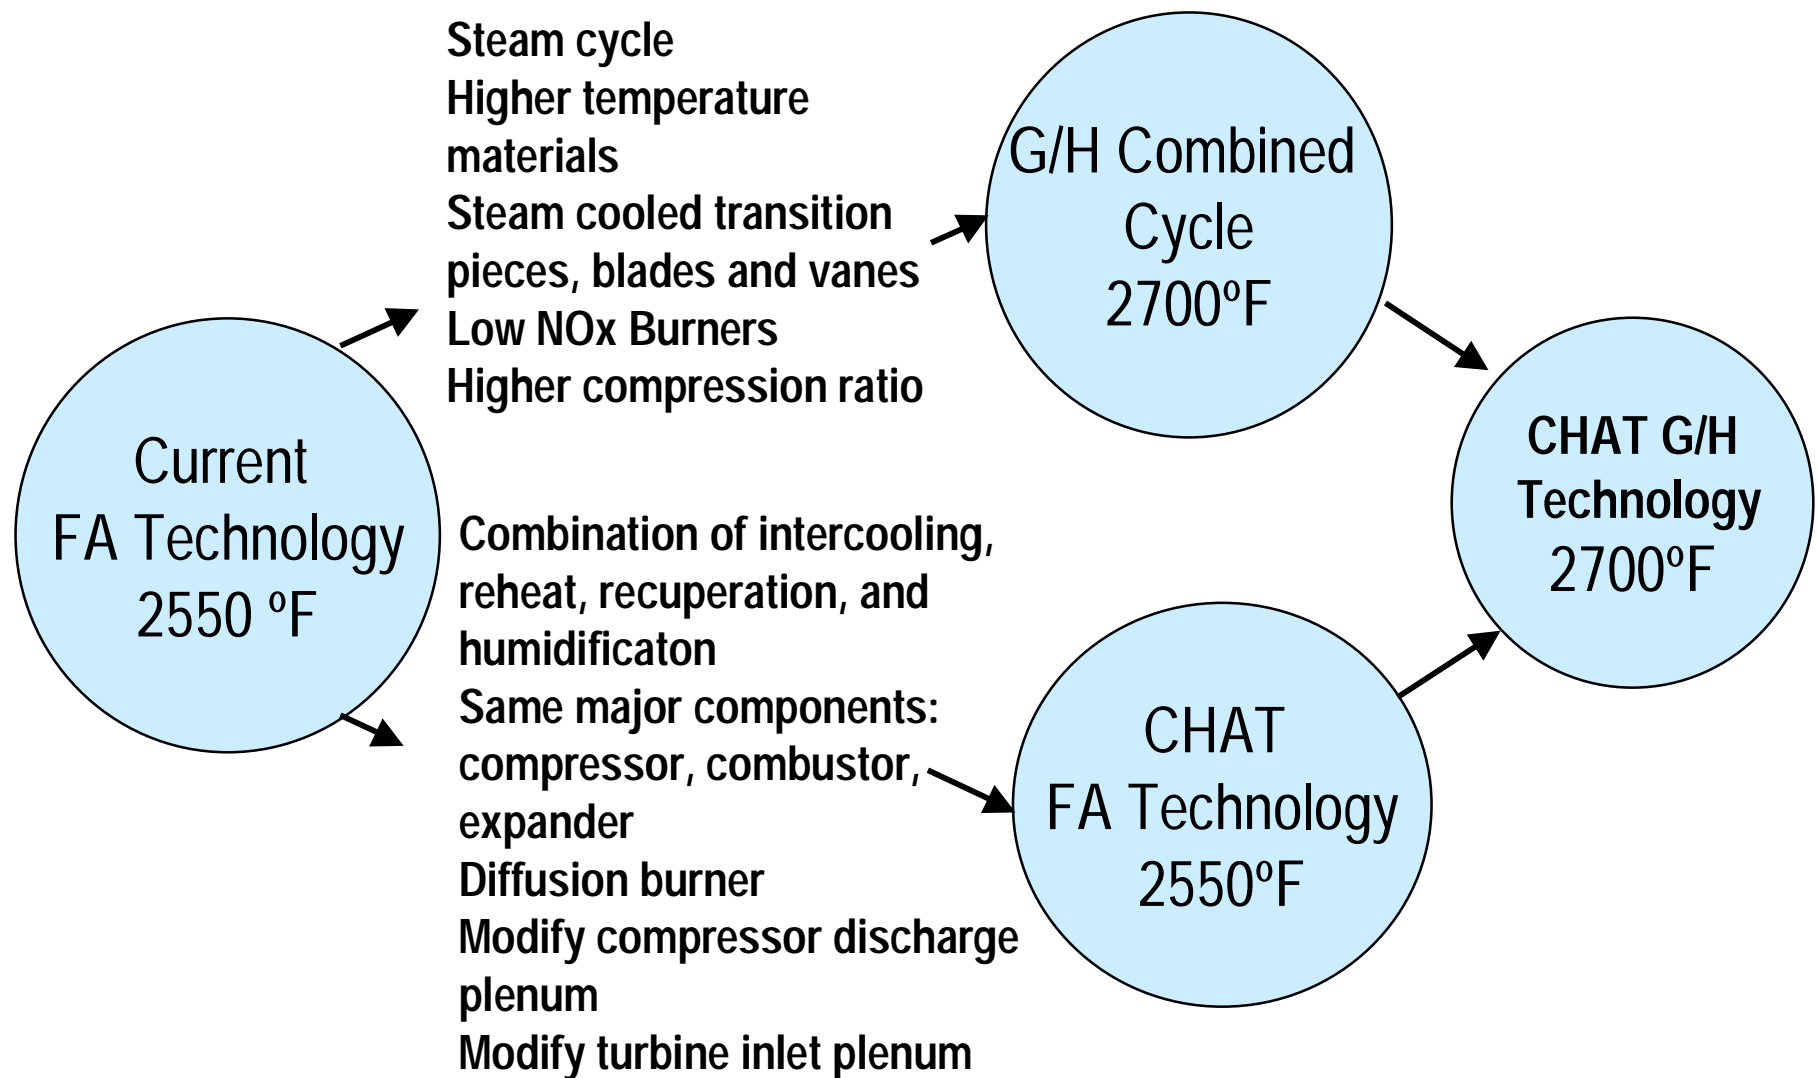 Steam cycle
Higher temperature
materials
Steam cooled transition
pieces, blades and vanes
Low NOx Burners
Higher compression ratio
G/H Combined
Cycle
2700ºF
Current
FA Technology
2550 ºF
CHAT G/H
Technology
2700ºF
Combination of intercooling,
reheat, recuperation, and
humidificaton
Same major components:
compressor, combustor,
expander
Diffusion burner
Modify compressor discharge
plenum
Modify turbine inlet plenum
CHAT
FA Technology
2550ºF